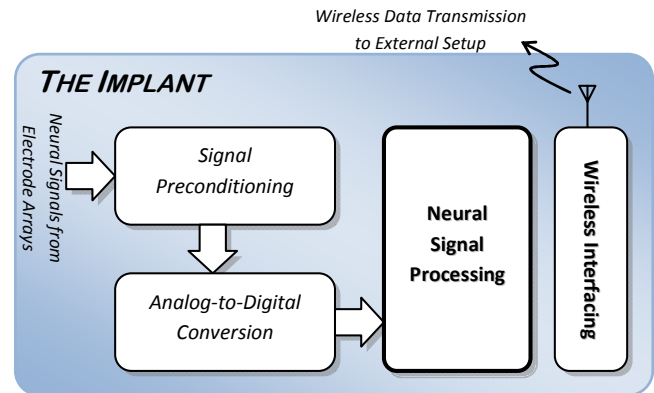 Wireless Data Transmission
to External Setup
THE IMPLANT
Neural Signals from
Electrode Arrays
Signal
Preconditioning
Analog-to-Digital
Conversion
Neural
Signal
Processing
Wireless Interfacing